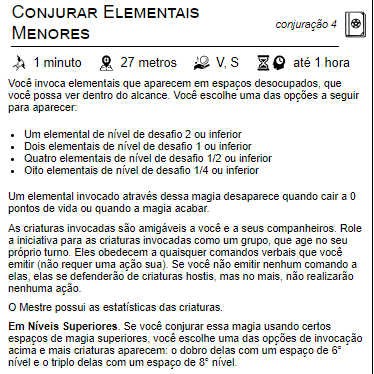 Conjurar Elementais
Menores
conjuração 4
1 minuto 27 metros V, S até 1 hora
Você invoca elementais que aparecem em espaços desocupados, que
você possa ver dentro do alcance. Você escolhe uma das opções a seguir
para aparecer:
• Um elemental de nível de desafio 2 ou inferior
• Dois elementais de nível de desafio 1 ou inferior
• Quatro elementais de nível de desafio 1/2 ou inferior
• Oito elementais de nível de desafio 1/4 ou inferior
Um elemental invocado através dessa magia desaparece quando cair a 0
pontos de vida ou quando a magia acabar.
As criaturas invocadas são amigáveis a você e a seus companheiros. Role
a iniciativa para as criaturas invocadas como um grupo, que age no seu
próprio turno. Eles obedecem a quaisquer comandos verbais que você
emitir (não requer uma ação sua). Se você não emitir nenhum comando a
elas, elas se defenderão de criaturas hostis, mas no mais, não realizarão
nenhuma ação.
O Mestre possui as estatísticas das criaturas.
Em Níveis Superiores. Se você conjurar essa magia usando certos
espaços de magia superiores, você escolhe uma das opções de invocação
acima e mais criaturas aparecem: o dobro delas com um espaço de 6°
nível e o triplo delas com um espaço de 8° nível.